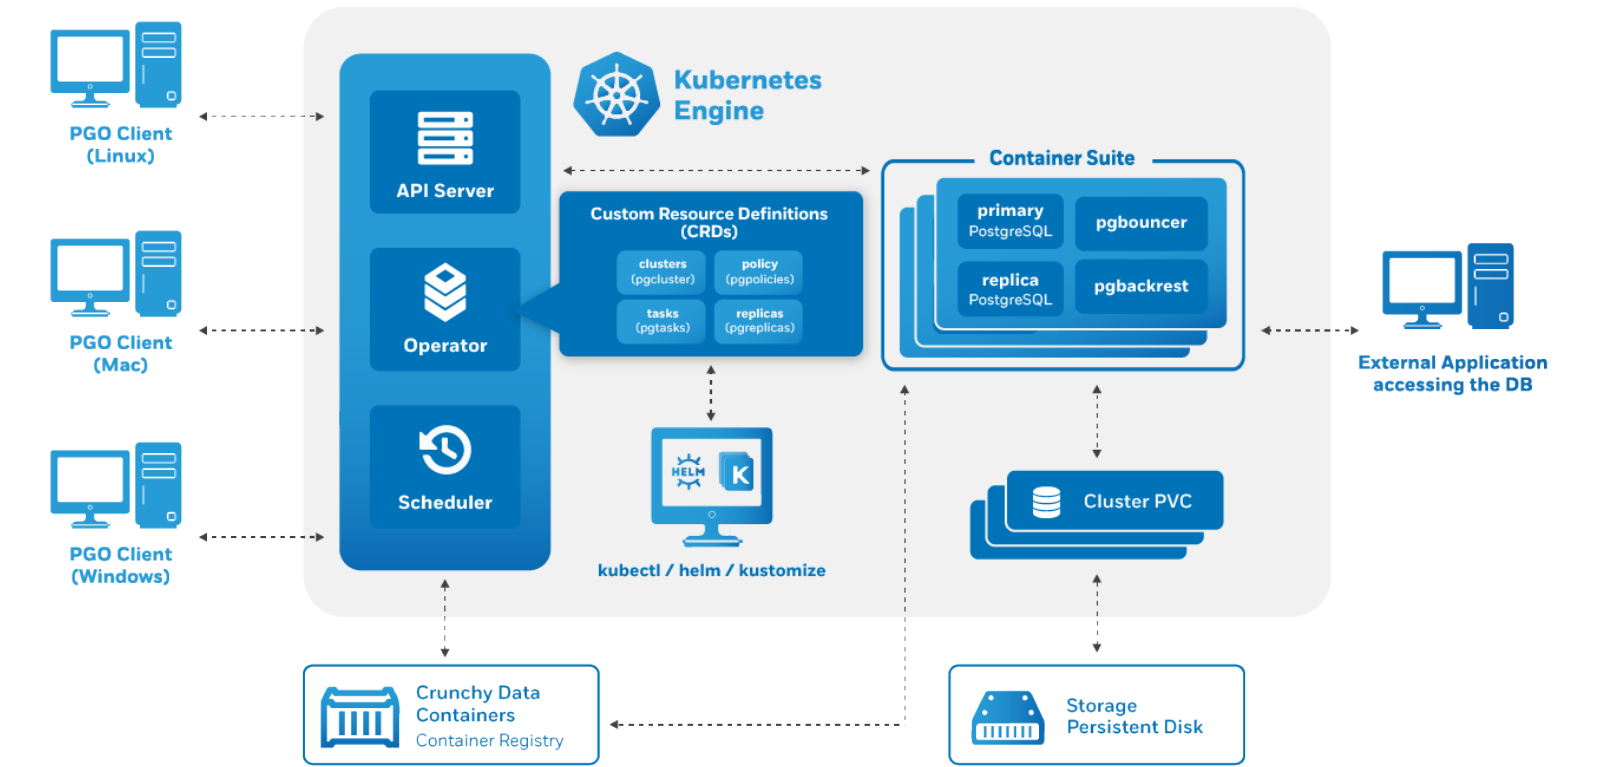 PGO Client
(Linux)
PGO Client
(Mac)
PGO Client
(Windows)
API Server
Operator
Scheduler
Kubernetes
Engine
Custom Resource Definitions
(CRDs)
clusters
(pgcluster)
policy
(pgpolicies)
tasks
(pgtasks)
replicas
(pgreplicas)
HELM
K
kubectl / helm / kustomize
Container Suite
primary
PostgreSQL
pgbouncer
replica
PostgreSQL
pgbackrest
Cluster PVC
External Application
accessing the DB
Crunchy Data
Containers
Container Registry
Storage
Persistent Disk